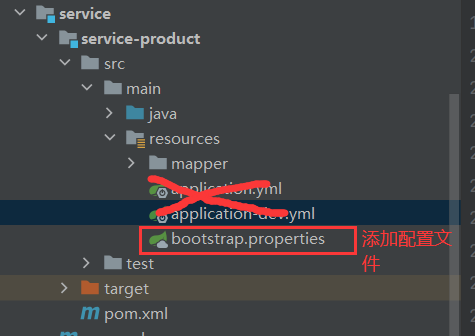 service
service-product
src
main
java
resources
mapper
application.yml
application-dev.yml
bootstrap.properties
添加配置文
件
test
target
pom.xml